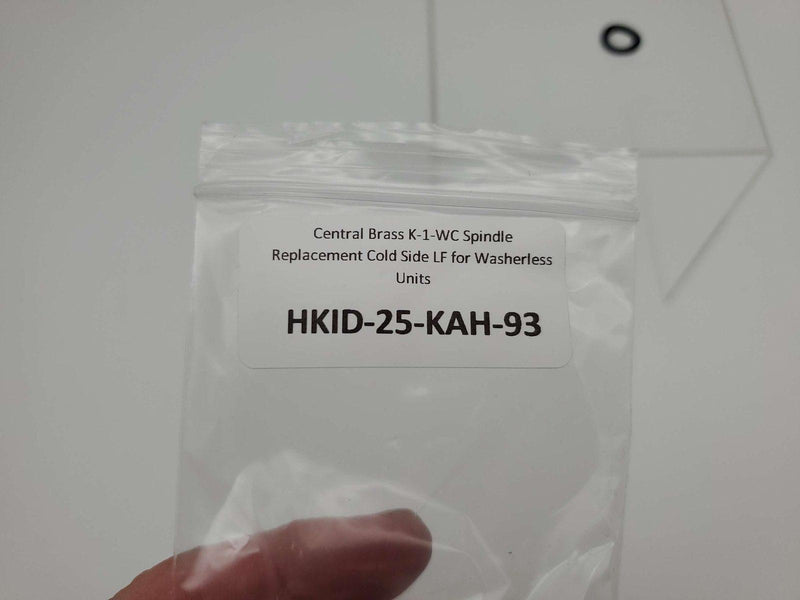 Central Brass K-1-WC Spindle
Replacement Cold Side LF for Washerless
Units
HKID-25-KAH-93